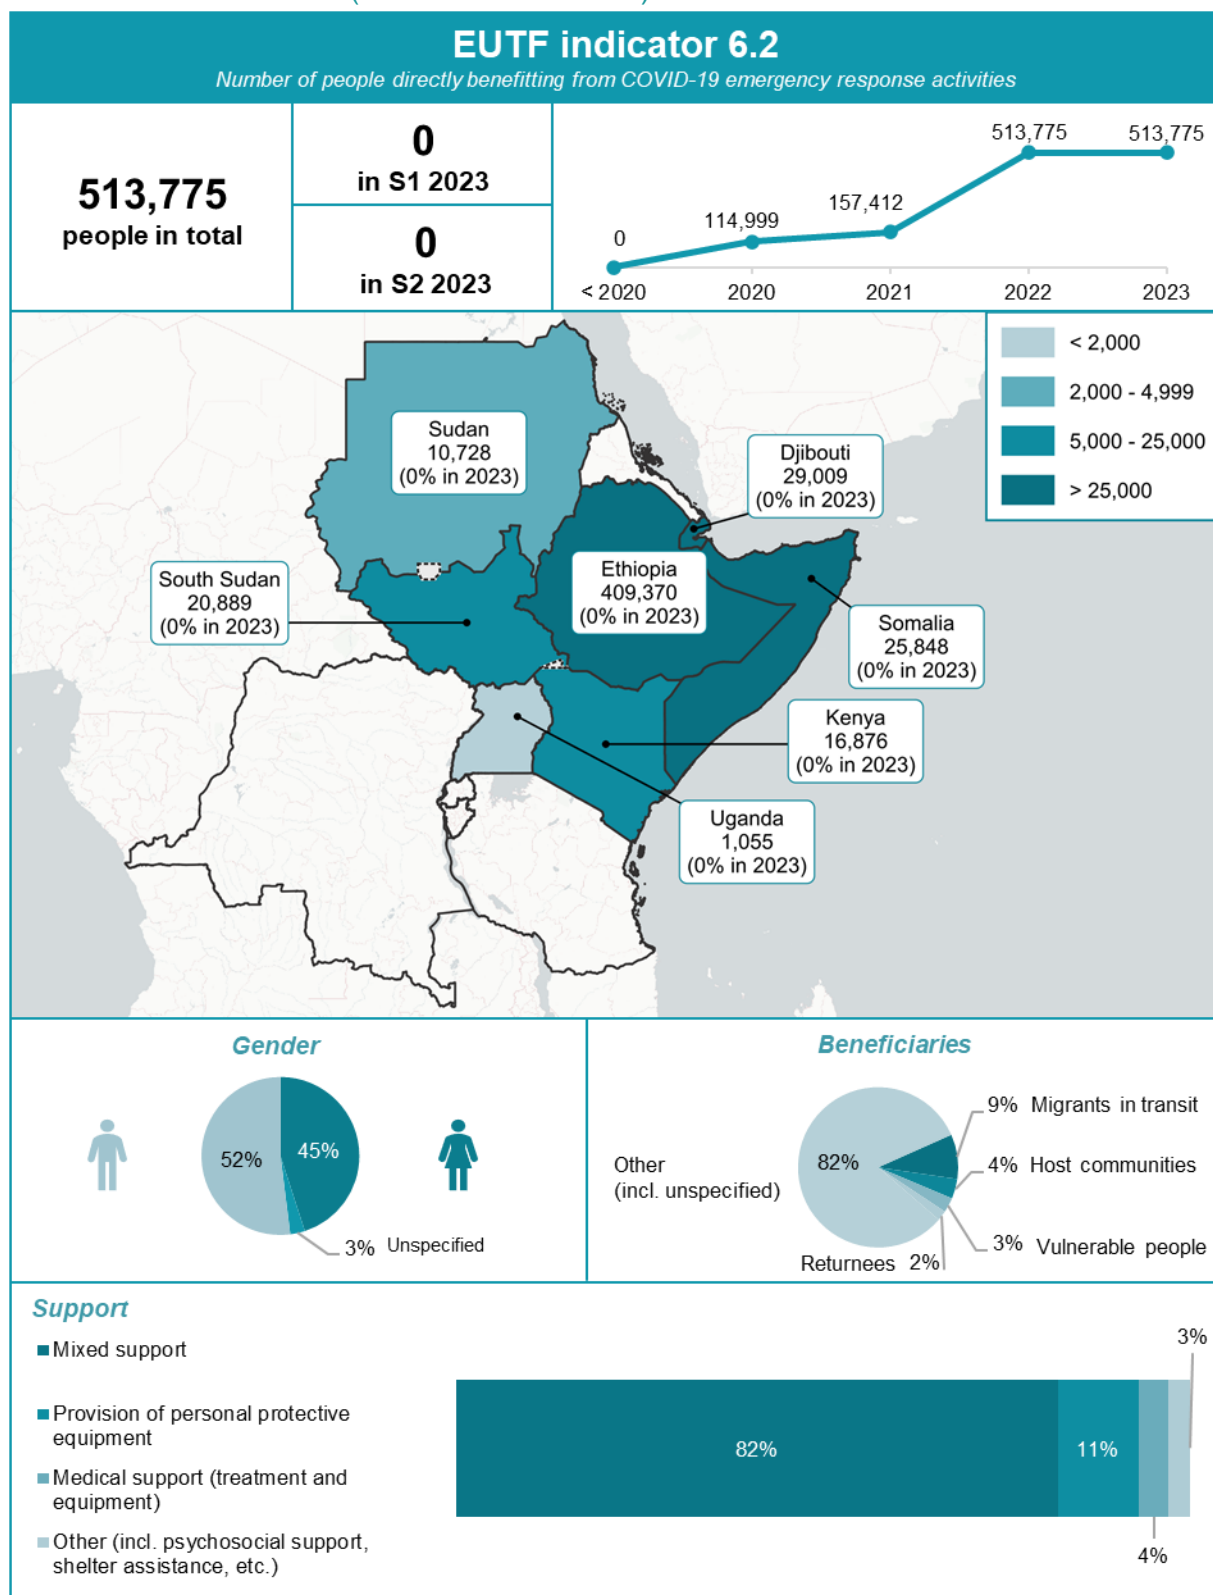 EUTF indicator 6.2
Number of people directly benefitting from COVID-19 emergency response activities
513,775
people in total
0
in S1 2023
0
in S2 2023
0
114,999
157,412
513,775
513,775
< 2020
2020
2021
2022
2023
< 2,000
2,000 - 4,999
5,000 - 25,000
> 25,000
Sudan
10,728
(0% in 2023)
Djibouti
29,009
(0% in 2023)
South Sudan
20,889
(0% in 2023)
Ethiopia
409,370
(0% in 2023)
Somalia
25,848
(0% in 2023)
Kenya
16,876
(0% in 2023)
Uganda
1,055
(0% in 2023)
Gender
52%
45%
3% Unspecified
Beneficiaries
82%
Other
(incl. unspecified)
9% Migrants in transit
4% Host communities
3% Vulnerable people
Returnees 2%
Support
Mixed support
Provision of personal protective
equipment
Medical support (treatment and
equipment)
Other (incl. psychosocial support,
shelter assistance, etc.)
82%
11%
4%
3%